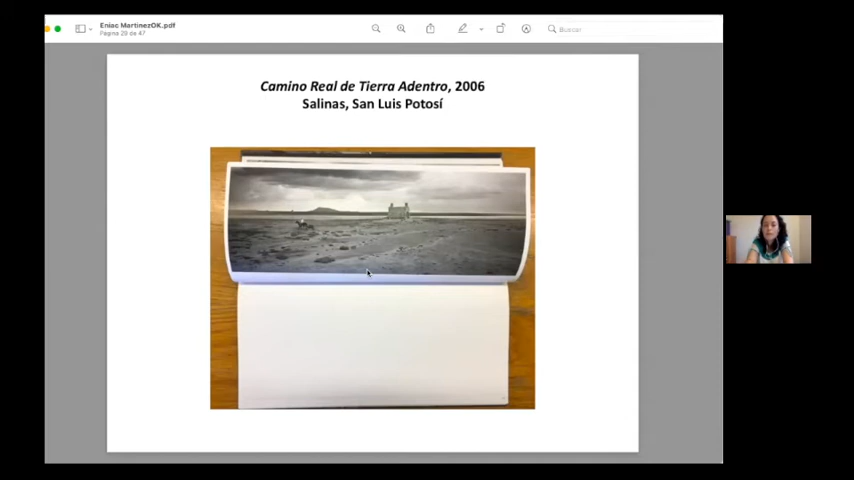 Eniac MartinezOK.pdf
Página 29 de 47
Buscar
Camino Real de Tierra Adentro, 2006
Salinas, San Luis Potosí